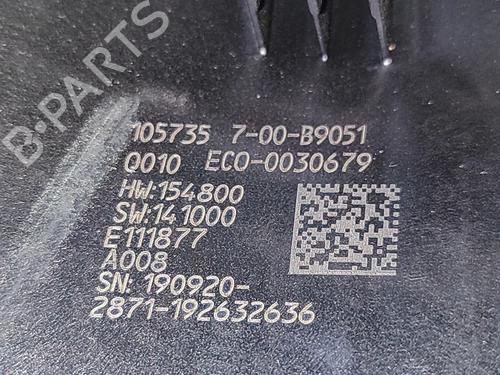 B-PARTS
105735 7-00-B9051
Q010 ECO-0030679
HW:154800
SW:141000
E111877
A008
SN: 190920-
2871-192632636